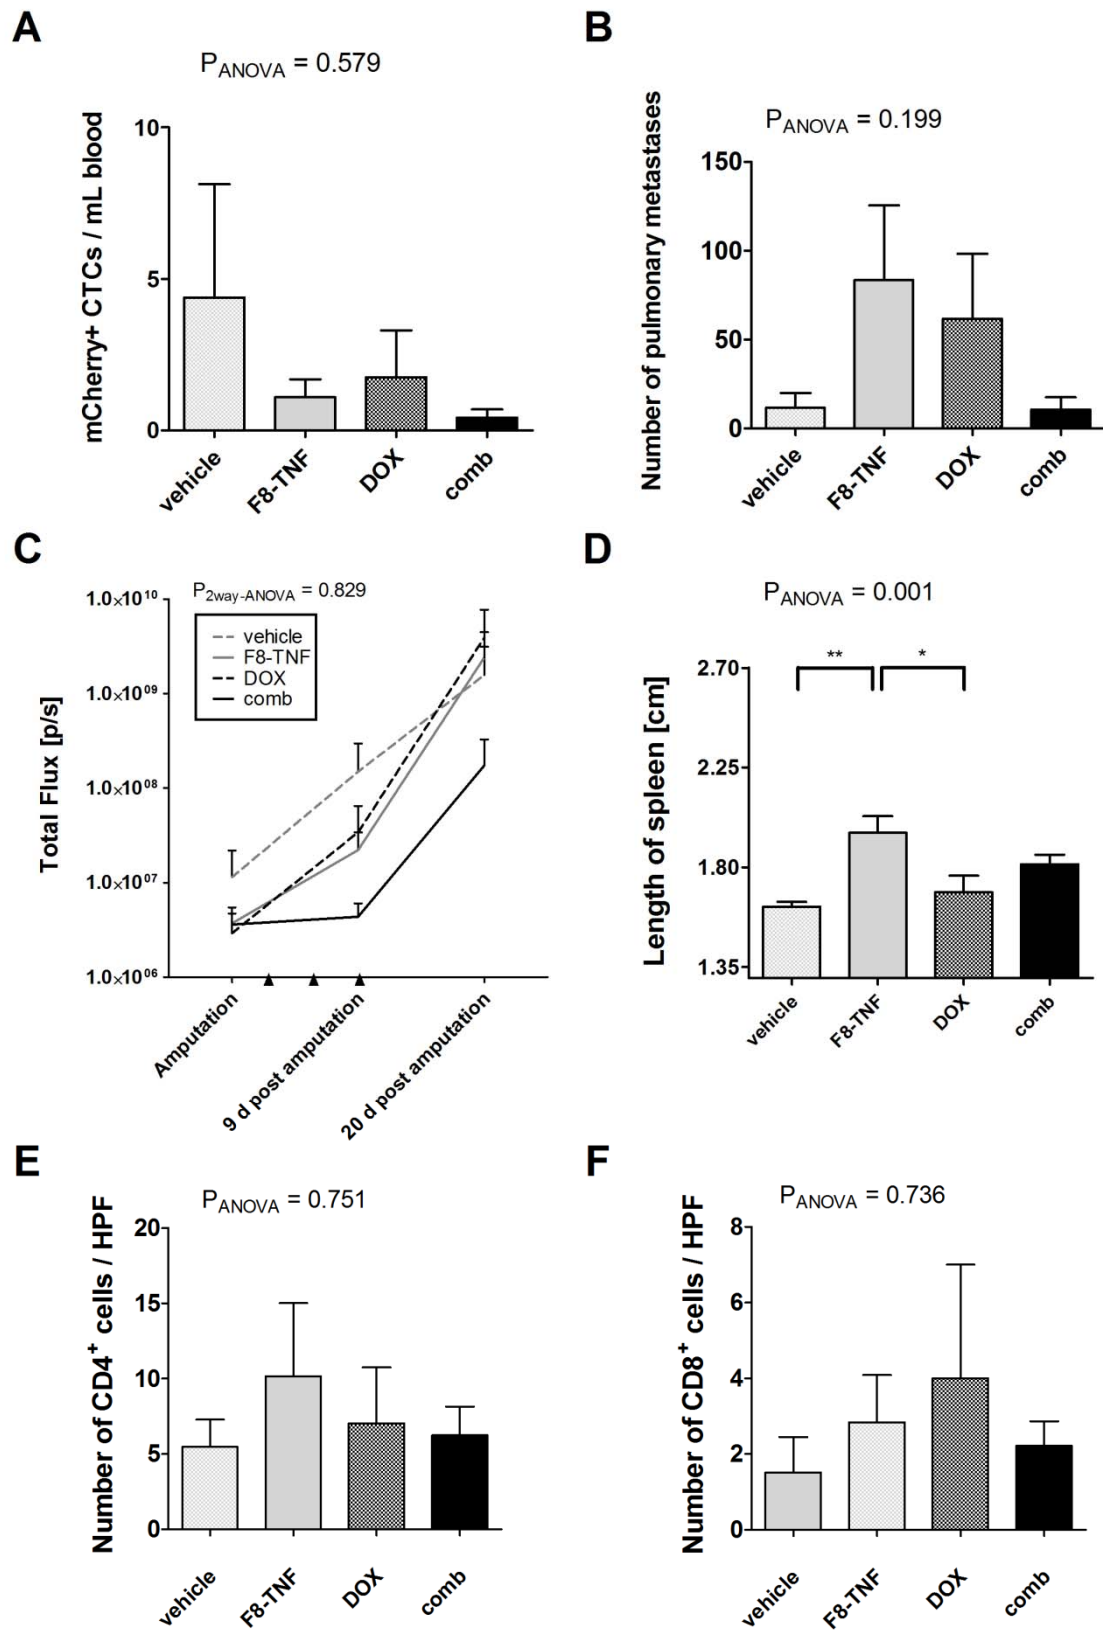 A
P_ANOVA = 0.579
mCherry+ CTCs / mL blood
10
5
0
vehicle
F8-TNF
DOX
comb
B
P_ANOVA = 0.199
Number of pulmonary metastases
150
100
50
0
vehicle
F8-TNF
DOX
comb
C
P_2way-ANOVA = 0.829
Total Flux [p/s]
1.0×10^10
1.0×10^09
1.0×10^08
1.0×10^07
1.0×10^06
vehicle
F8-TNF
DOX
comb
Amputation
9 d post amputation
20 d post amputation
D
P_ANOVA = 0.001
** *
Length of spleen [cm]
2.70
2.25
1.80
1.35
vehicle
F8-TNF
DOX
comb
E
P_ANOVA = 0.751
Number of CD4⁺ cells / HPF
20
15
10
5
0
vehicle
F8-TNF
DOX
comb
F
P_ANOVA = 0.736
Number of CD8⁺ cells / HPF
8
6
4
2
0
vehicle
F8-TNF
DOX
comb